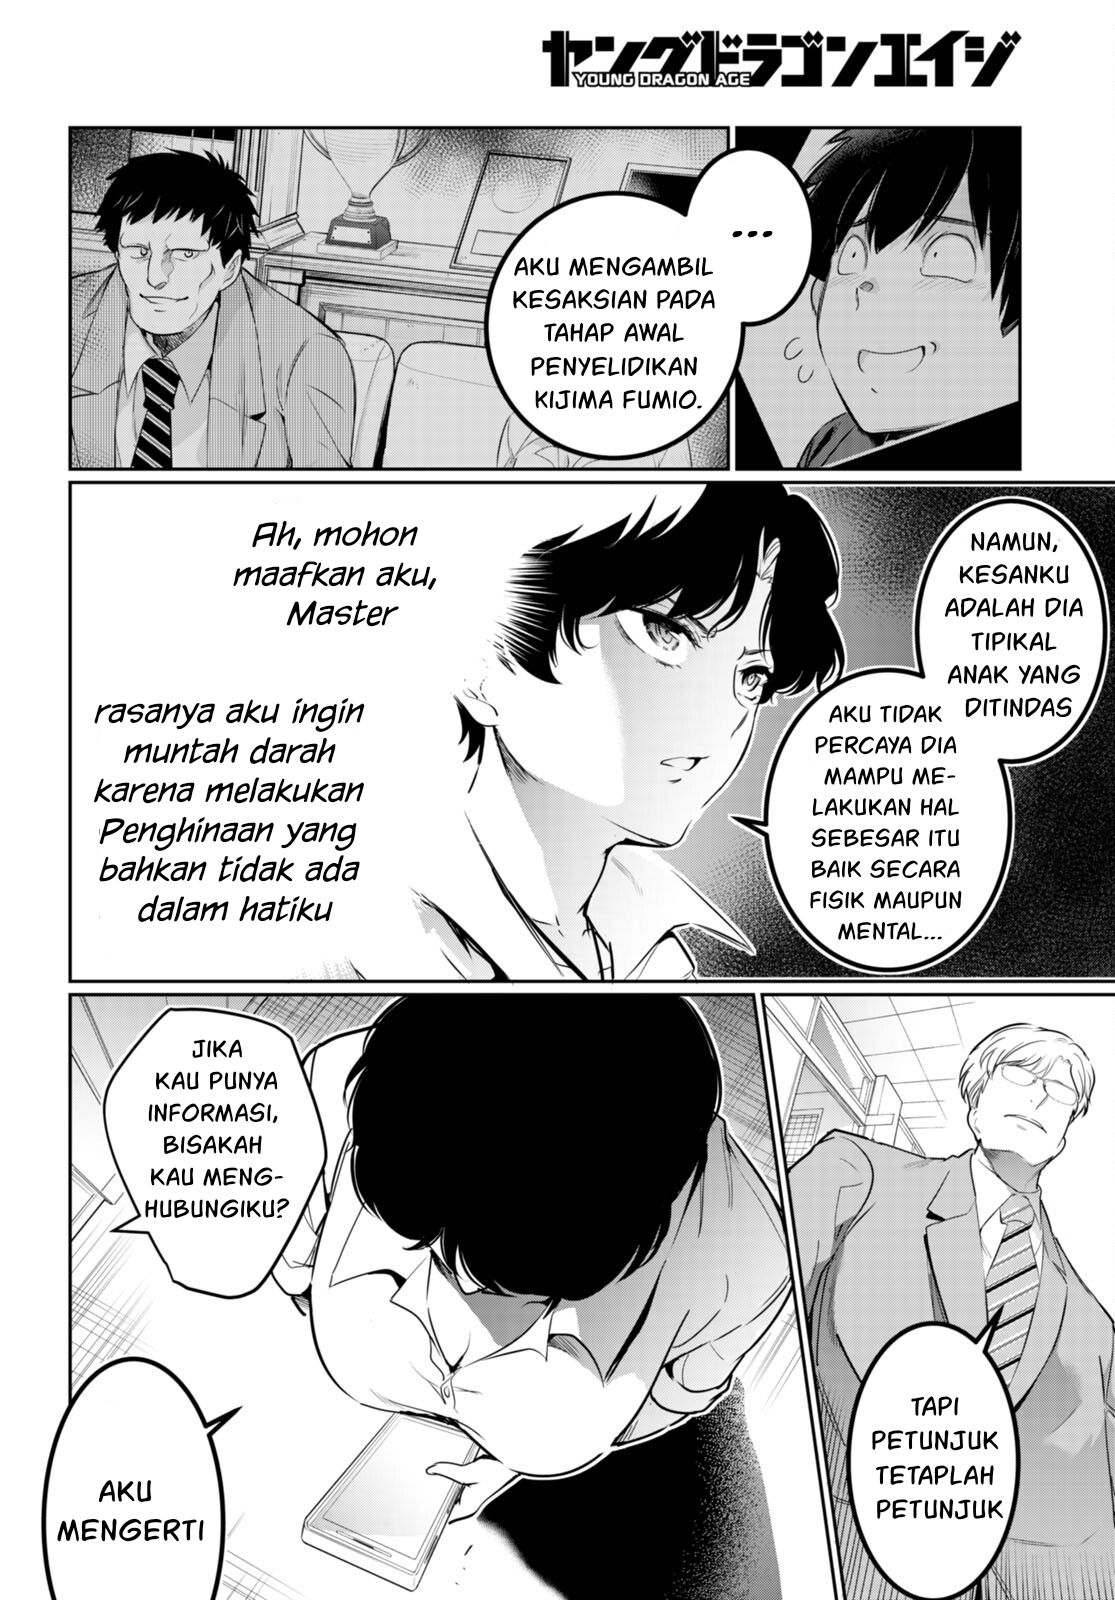 ヤングドラゴンエイジ
YOUNG DRAGON AGE
...
AKU MENGAMBIL
KESAKSIAN PADA
TAHAP AWAL
PENYELIDIKAN
KIJIMA FUMIO.
NAMUN,
KESANKU
ADALAH DIA
TIPIKAL
ANAK YANG
DITINDAS
AKU TIDAK
PERCAYA DIA
MAMPU ME-
LAKUKAN HAL
SEBESAR ITU
BAIK SECARA
FISIK MAUPUN
MENTAL...
Ah, mohon
maafkan aku,
Master
rasanya aku ingin
muntah darah
karena melakukan
Penghinaan yang
bahkan tidak ada
dalam hatiku
TAPI
PETUNJUK
TETAPLAH
PETUNJUK
JIKA
KAU PUNYA
INFORMASI,
BISAKAH
KAU MENG-
HUBUNGIKU?
AKU
MENGERTI